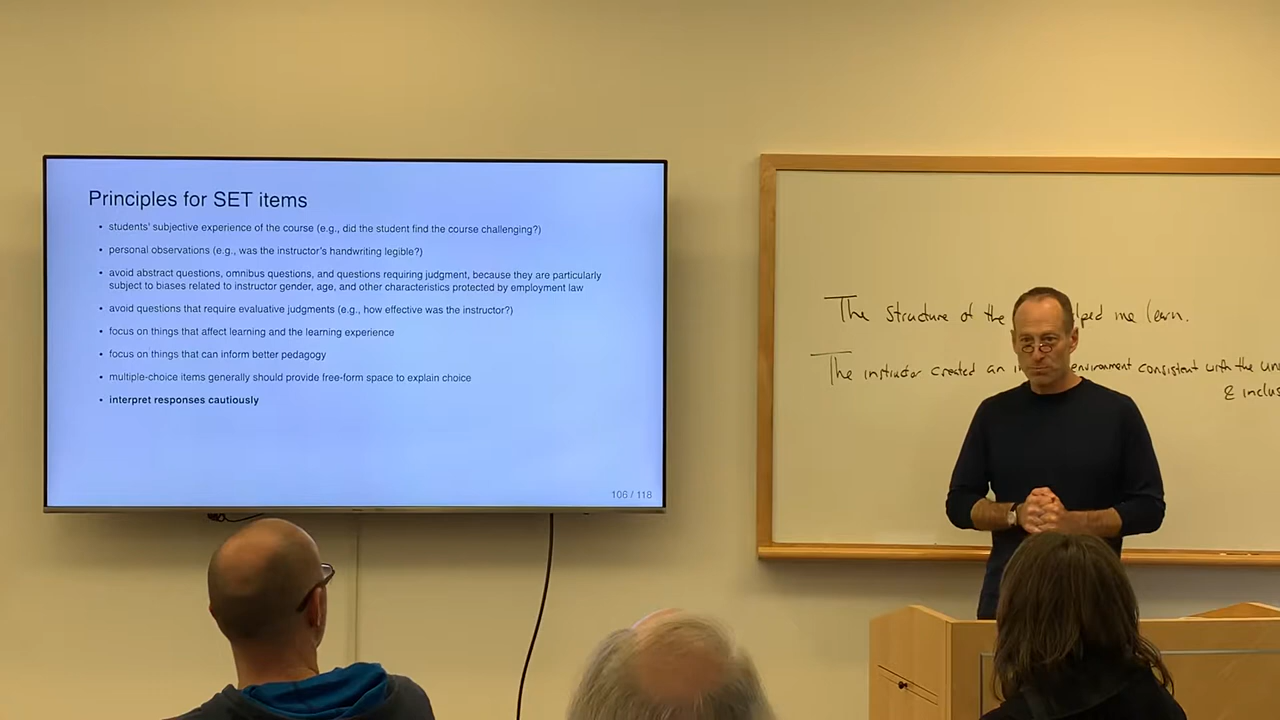 Principles for SET items
• students' subjective experience of the course (e.g., did the student find the course challenging?)
• personal observations (e.g., was the instructor's handwriting legible?)
• avoid abstract questions, omnibus questions, and questions requiring judgment, because they are particularly
subject to biases related to instructor gender, age, and other characteristics protected by employment law
• avoid questions that require evaluative judgments (e.g., how effective was the instructor?)
• focus on things that affect learning and the learning experience
• focus on things that can inform better pedagogy
• multiple-choice items generally should provide free-form space to explain choice
• interpret responses cautiously
106 / 118
The structure of the me learn.
The instructor created an environment consistent with the
&